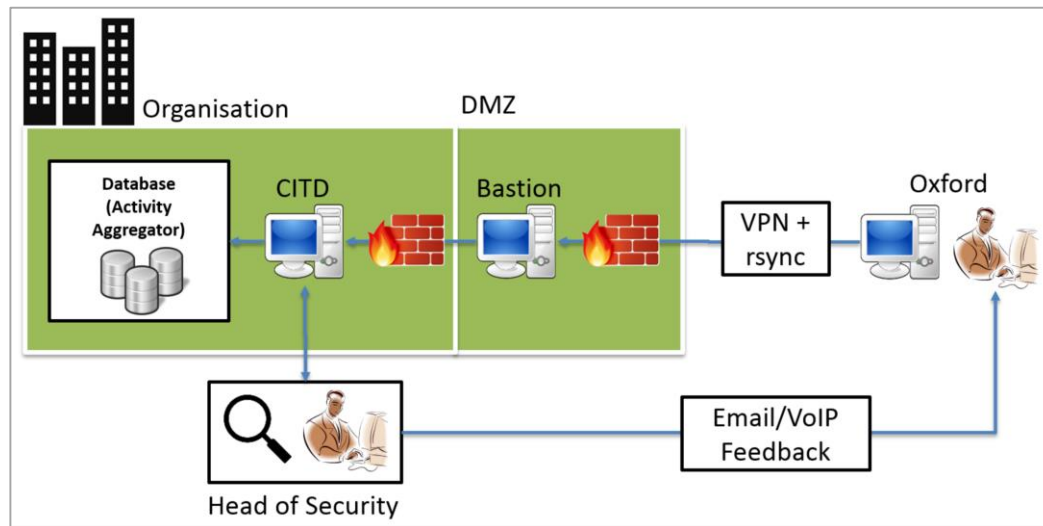 Organisation
DMZ
Database
(Activity
Aggregator)
CITD
Bastion
Oxford
VPN +
rsync
Email/VoIP
Feedback
Head of Security